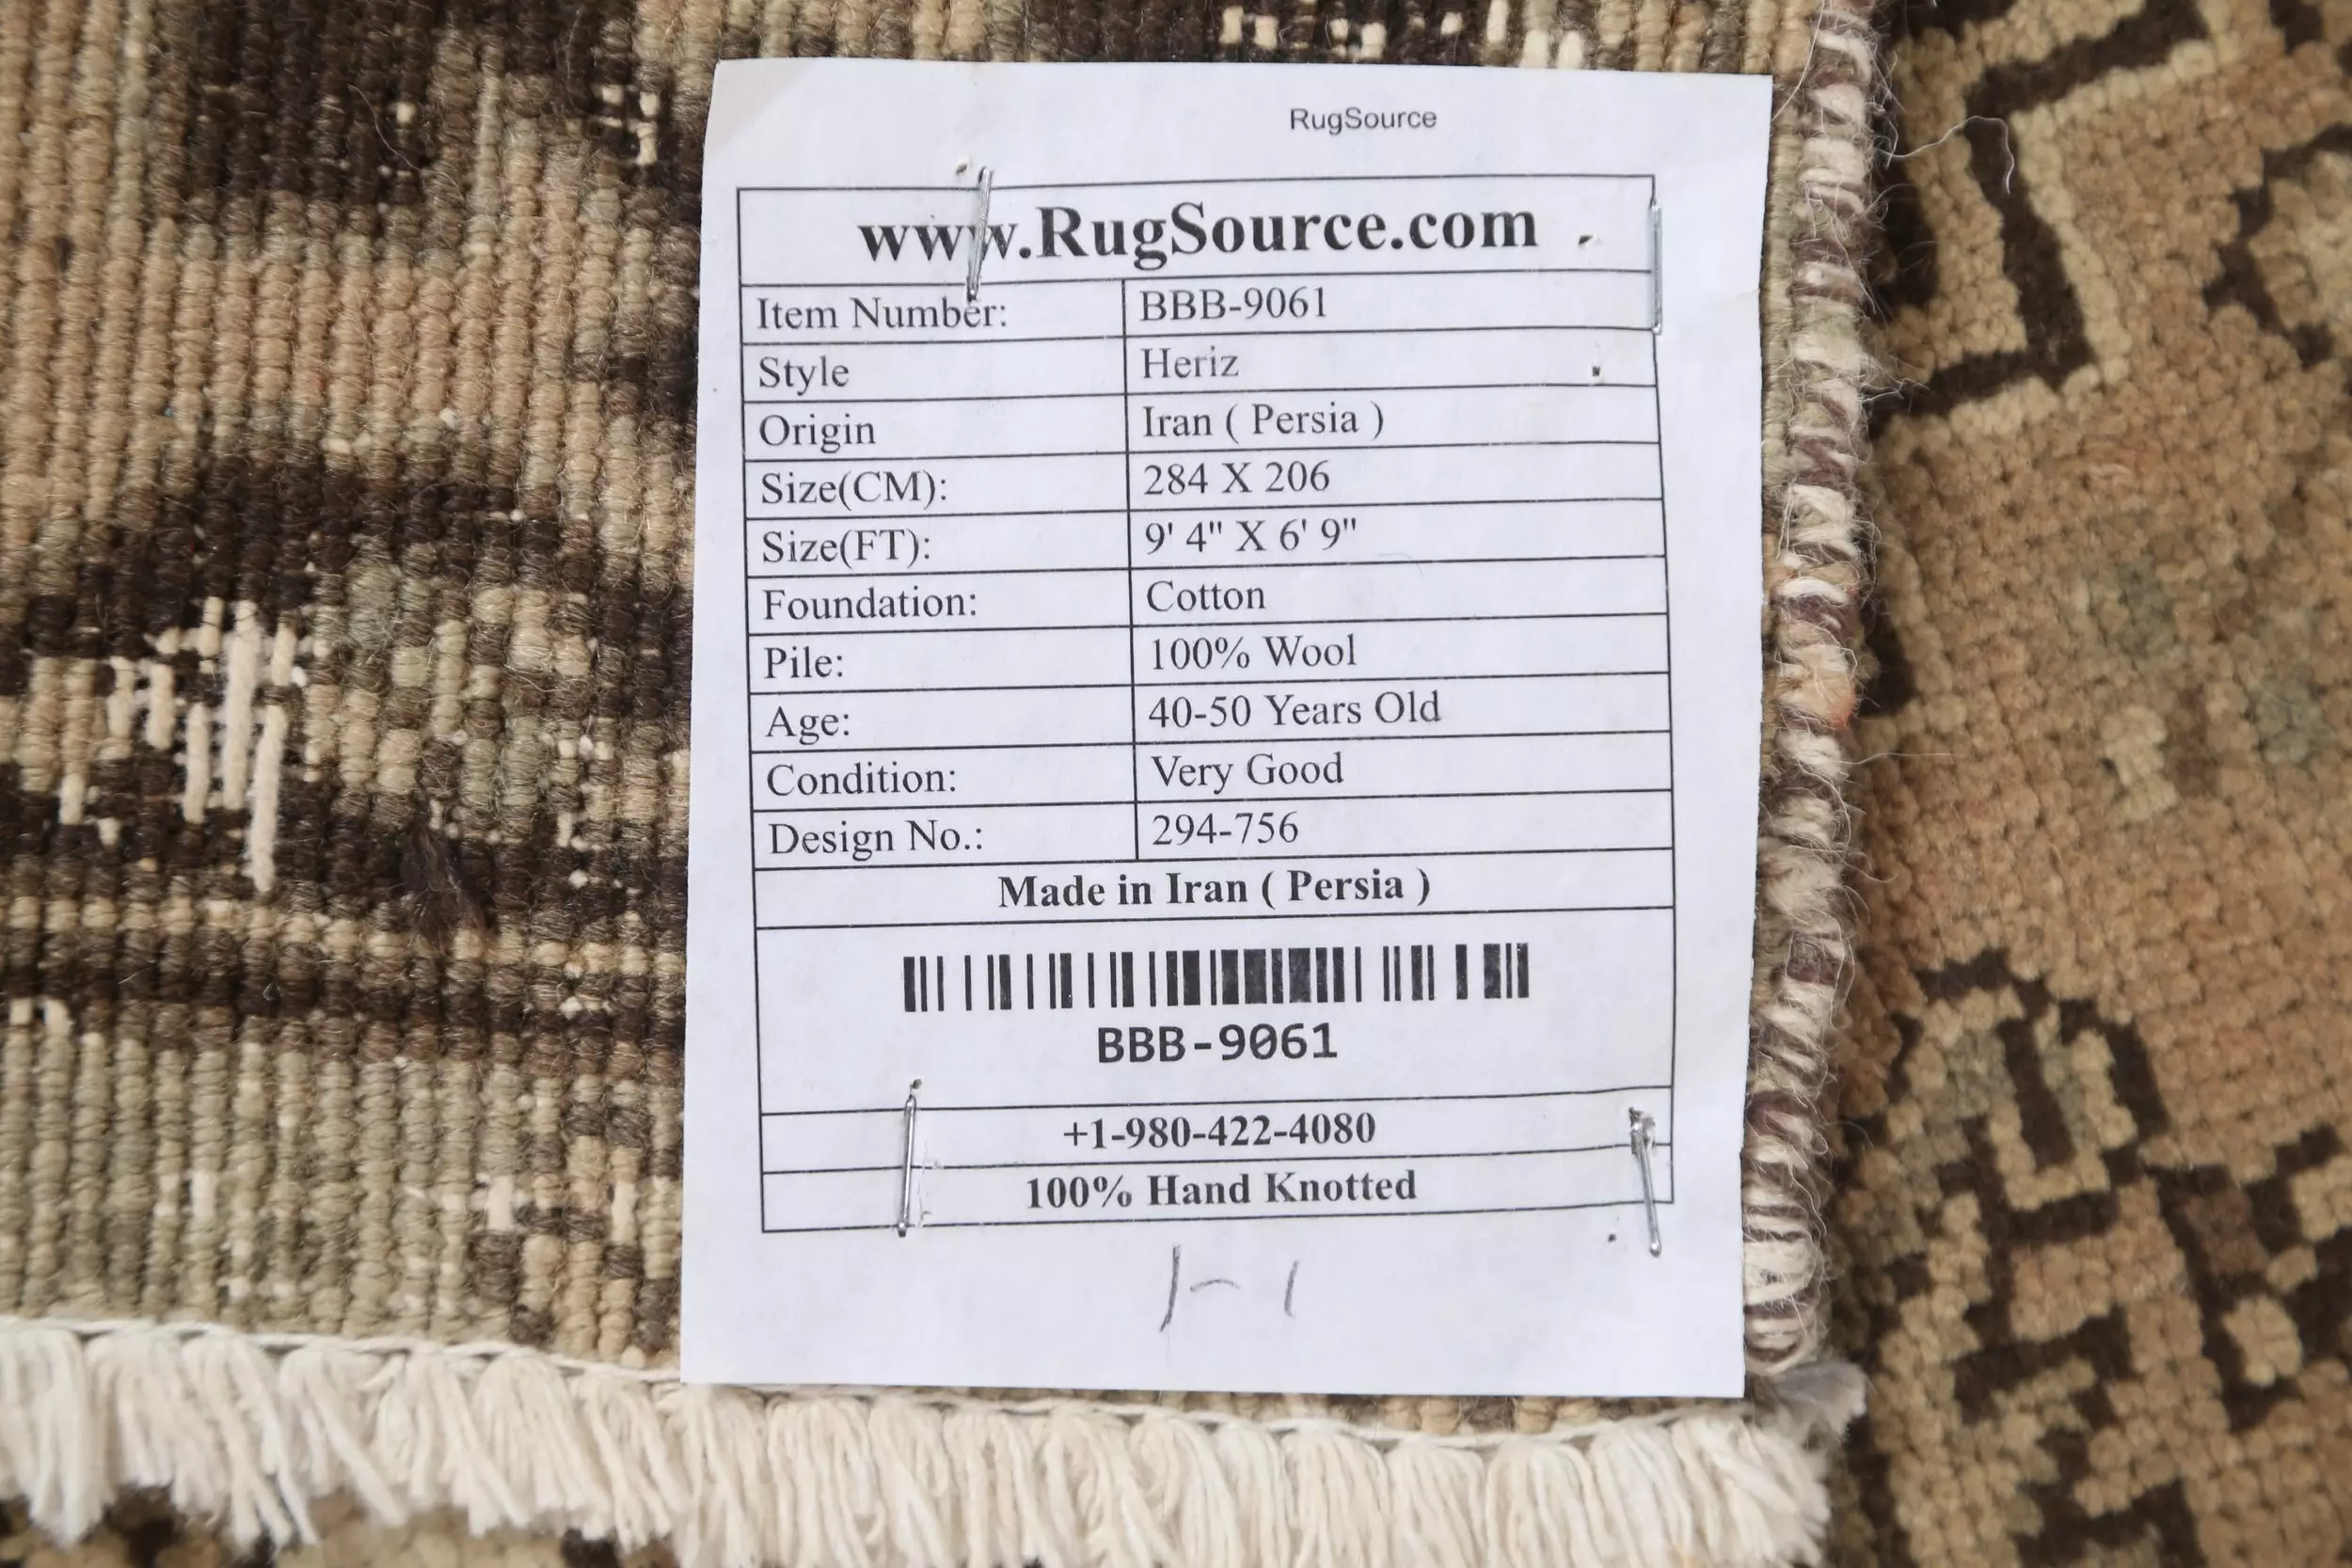 RugSource
www.RugSource.com
Item Number: BBB-9061
Style Heriz
Origin Iran ( Persia )
Size(CM): 284 X 206
Size(FT): 9' 4" X 6' 9"
Foundation: Cotton
Pile: 100% Wool
Age: 40-50 Years Old
Condition: Very Good
Design No.: 294-756
Made in Iran ( Persia )
BBB-9061
+1-980-422-4080
100% Hand Knotted
1-1